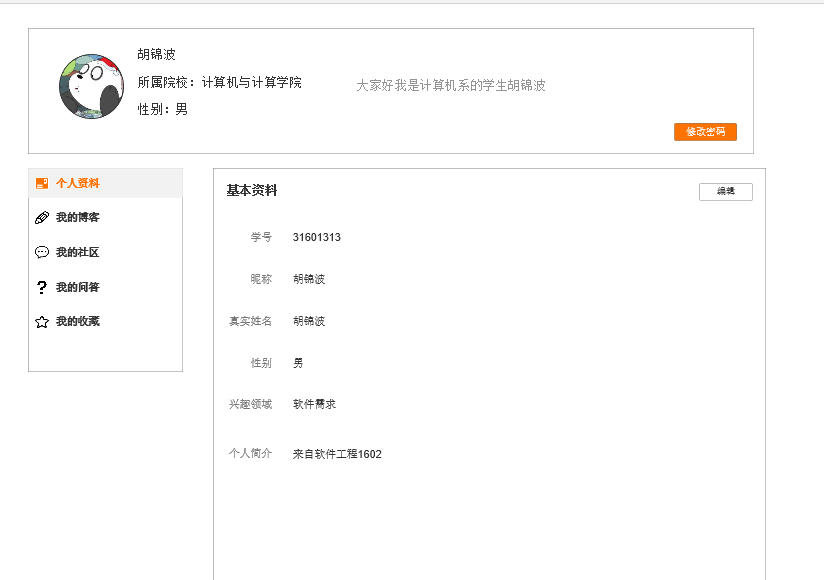 胡锦波
所属院校：计算机与计算学院
大家好我是计算机系的学生胡锦波
性别：男
修改密码
个人资料
我的博客
我的社区
我的问答
我的收藏
基本资料
编辑
学号 31601313
昵称 胡锦波
真实姓名 胡锦波
性别 男
兴趣领域 软件需求
个人简介 来自软件工程1602